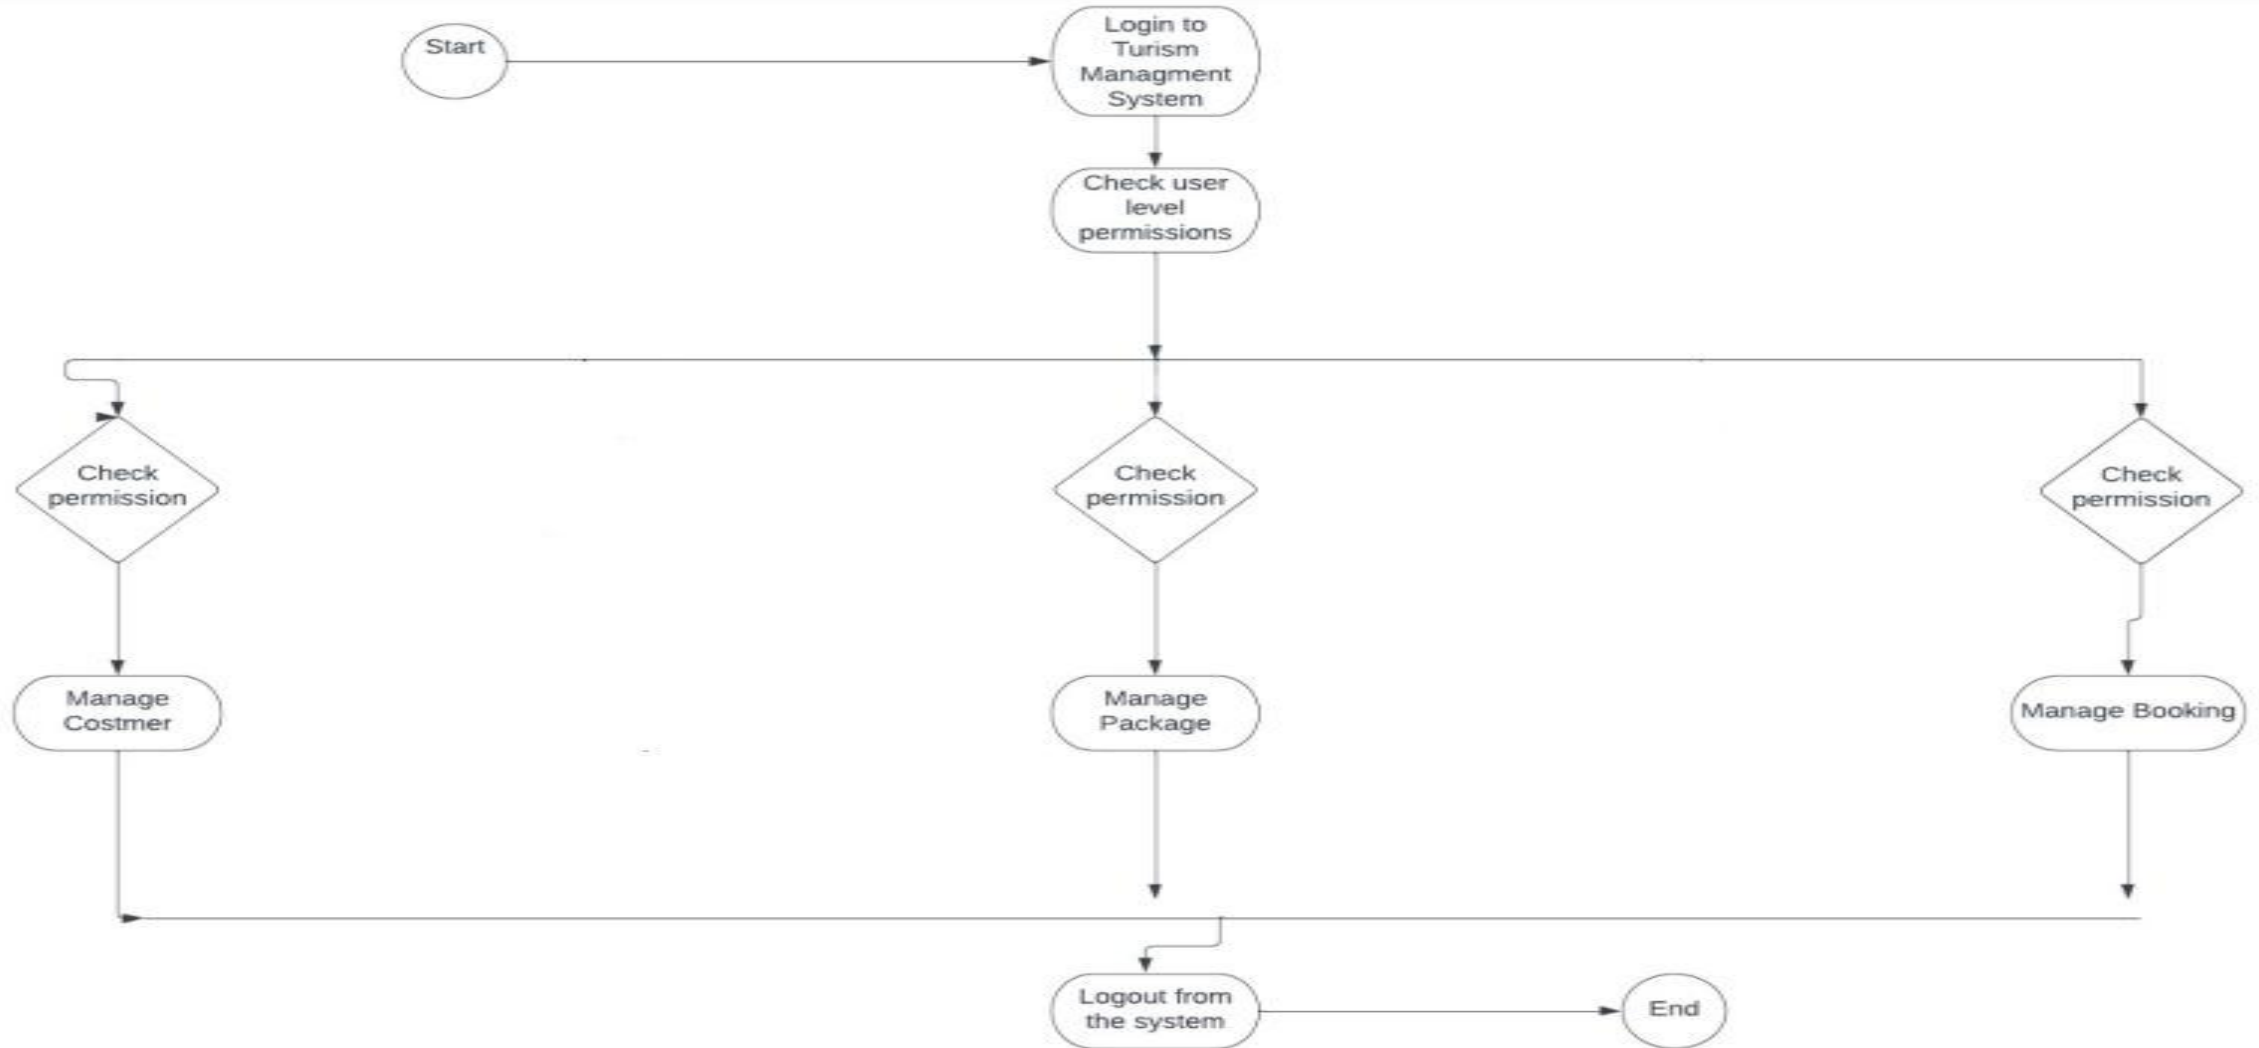 Start
Login to
Turism
Managment
System
Check user
level
permissions
Check
permission
Check
permission
Check
permission
Manage
Costmer
Manage
Package
Manage Booking
Logout from
the system
End